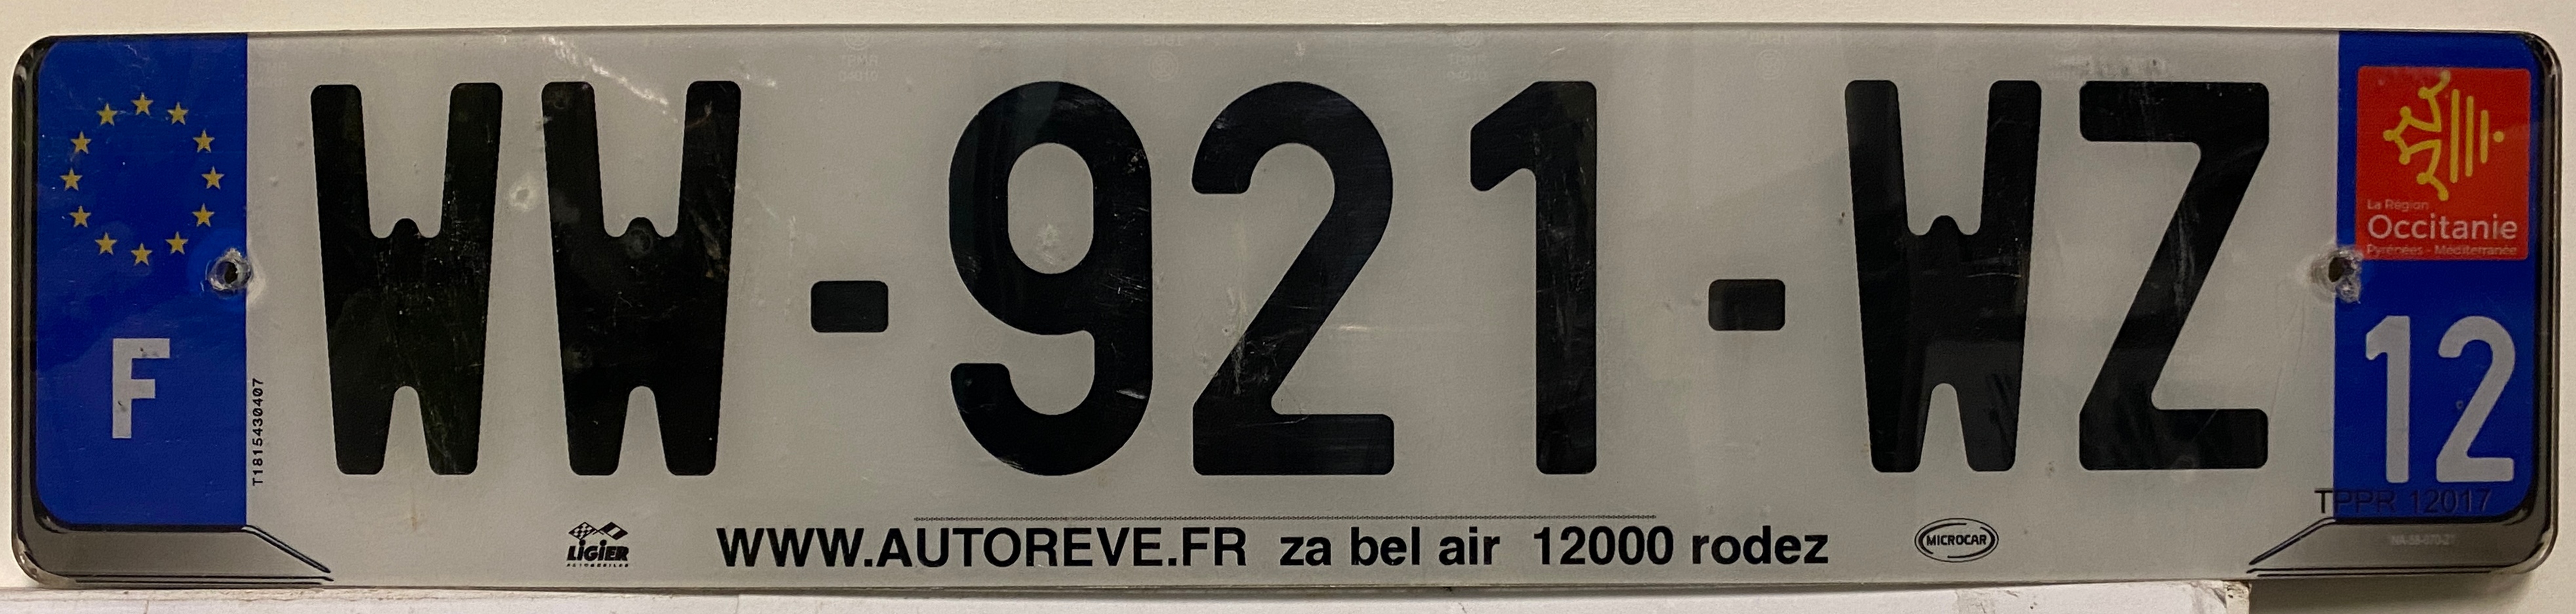 WW-921-WZ
F
T1815430407
La Région
Occitanie
Pyrénées - Méditerranée
12
TPPR 12017
LIGIER
AUTOMOBILES
WWW.AUTOREVE.FR za bel air 12000 rodez
MICROCAR